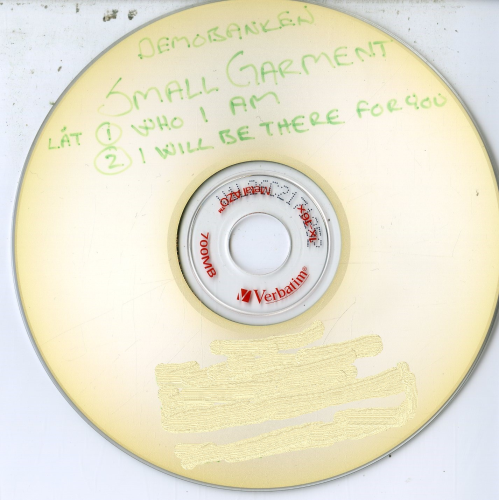 DEMOBANKEN
SMALL GARMENT
LÅT ① WHO I AM
② I WILL BE THERE FOR YOU
700MB
Verbatim